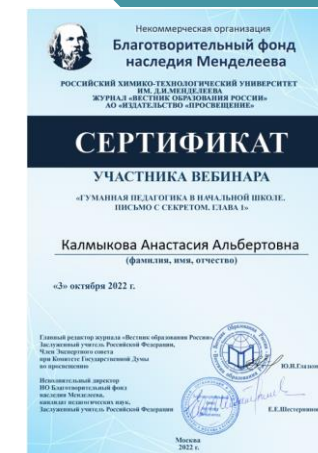 Некоммерческая организация
Благотворительный фонд
наследия Менделеева
РОССИЙСКИЙ ХИМИКО-ТЕХНОЛОГИЧЕСКИЙ УНИВЕРСИТЕТ
ИМ. Д.И.МЕНДЕЛЕЕВА
ЖУРНАЛ «ВЕСТНИК ОБРАЗОВАНИЯ РОССИИ»
АО «ИЗДАТЕЛЬСТВО «ПРОСВЕЩЕНИЕ»
СЕРТИФИКАТ
УЧАСТНИКА ВЕБИНАРА
«ГУМАННАЯ ПЕДАГОГИКА В НАЧАЛЬНОЙ ШКОЛЕ.
ПИСЬМО С СЕКРЕТОМ. ГЛАВА 1»
Калмыкова Анастасия Альбертовна
(фамилия, имя, отчество)
«3» октября 2022 г.
Главный редактор журнала «Вестник образования России»,
Заслуженный учитель Российской Федерации,
Член Экспертного совета
при Комитете Государственной Думы
по просвещению
Исполнительный директор
НО Благотворительный фонд
наследия Менделеева,
кандидат педагогических наук,
Заслуженный учитель Российской Федерации
Е.Е.Шестернинов
Москва
2022 г.